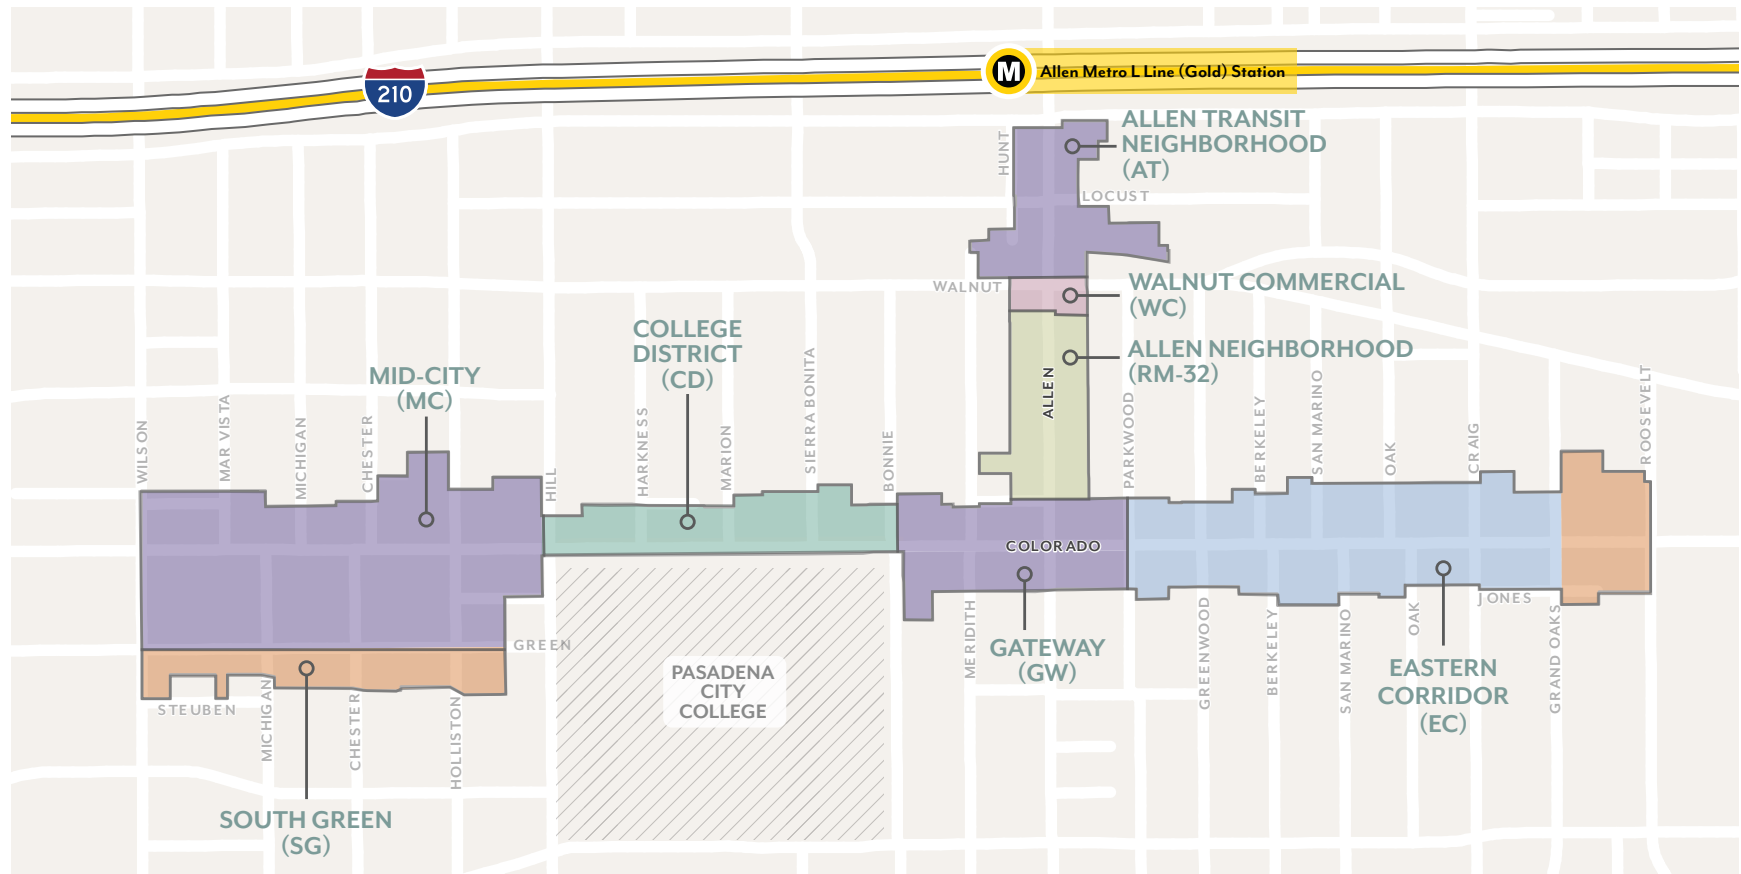 M
Allen Metro L Line (Gold) Station
210
ALLEN TRANSIT
NEIGHBORHOOD
(AT)
HUNT
LOCUST
WALNUT
WALNUT COMMERCIAL
(WC)
ALLEN NEIGHBORHOOD
(RM-32)
ALLEN
COLLEGE
DISTRICT
(CD)
MID-CITY
(MC)
WILSON
MAR VISTA
MICHIGAN
CHESTER
HILL
HARKNESS
MARION
SIERRA BONITA
BONNIE
PARKWOOD
BERKELEY
SAN MARINO
OAK
CRAIG
ROOSEVELT
COLORADO
GREEN
STEUBEN
MICHIGAN
CHESTER
HOLLISTON
PASADENA
CITY
COLLEGE
MERIDITH
GATEWAY
(GW)
GREENWOOD
BERKELEY
SAN MARINO
OAK
JONES
GRAND OAKS
EASTERN
CORRIDOR
(EC)
SOUTH GREEN
(SG)